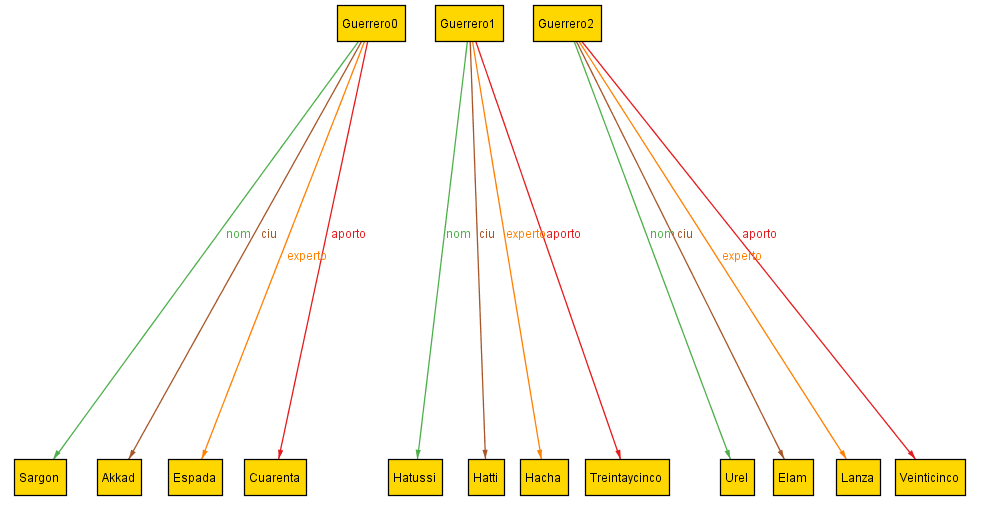 Guerrero0 Guerrero1 Guerrero2
nom ciu aporto nom ciu experto aporto nom ciu aporto
experto experto
Sargon Akkad Espada Cuarenta Hatussi Hatti Hacha Treintaycinco Urel Elam Lanza Veinticinco